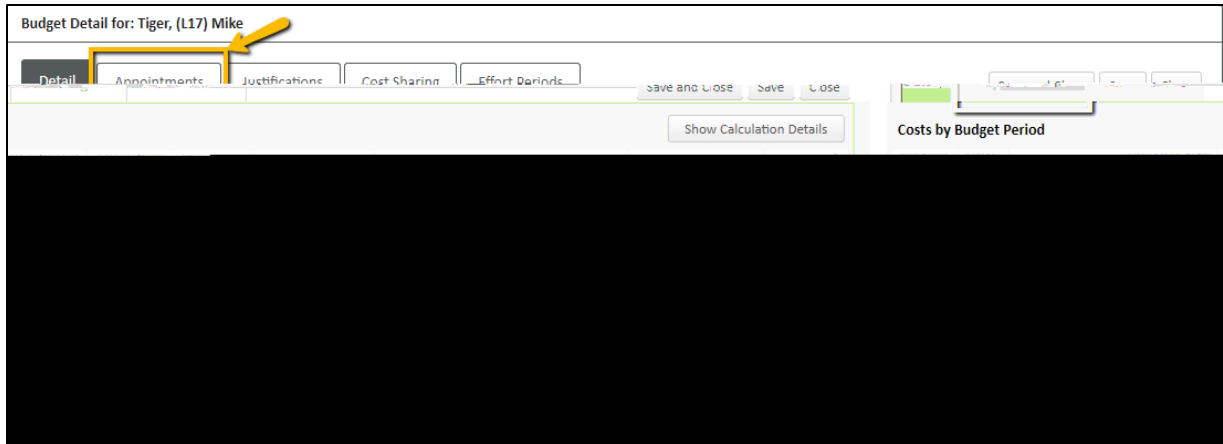 Budget Detail for: Tiger, (L17) Mike
Detail Appointments Justifications Cost Sharing Effort Periods
Save and Close Save Close
Show Calculation Details Costs by Budget Period